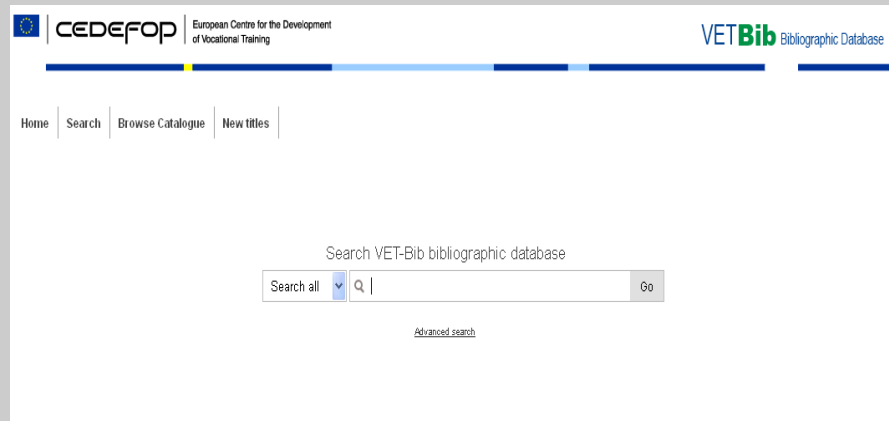 CEDEFOP
European Centre for the Development
of Vocational Training
VETBib Bibliographic Database
Home Search Browse Catalogue New titles
Search VET-Bib bibliographic database
Search all Go
Advanced search